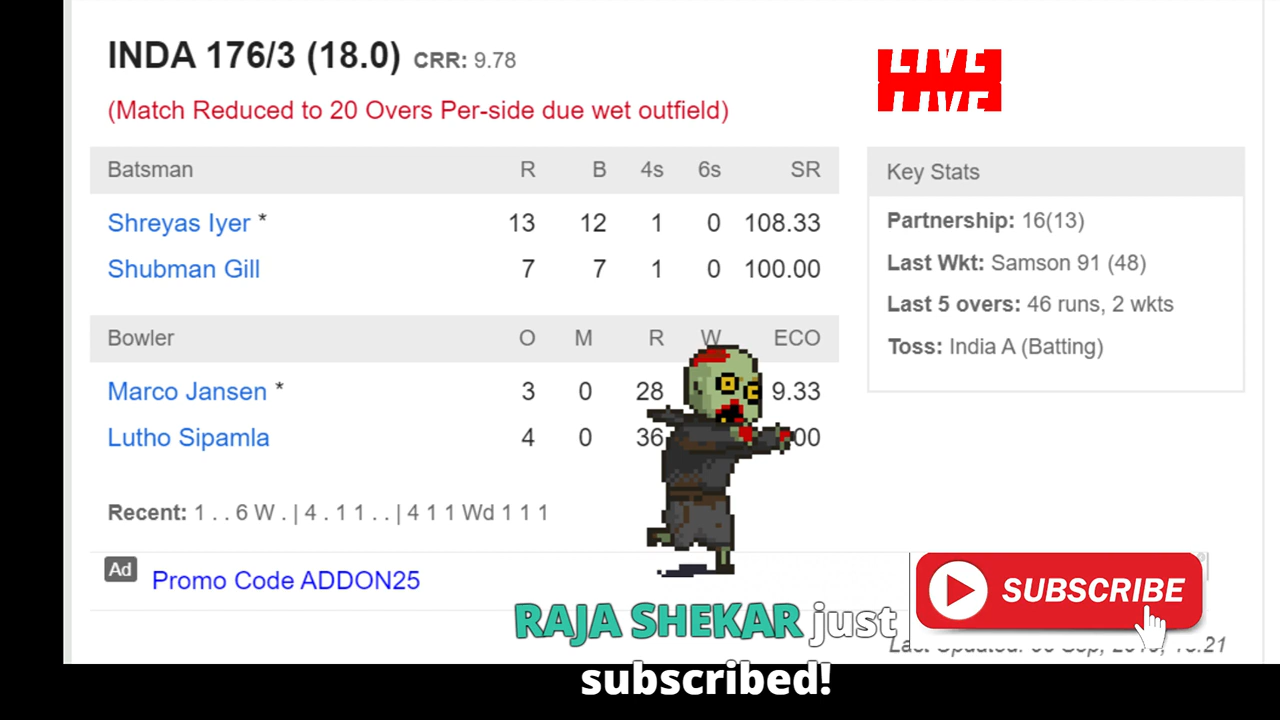 INDA 176/3 (18.0) CRR: 9.78
LIVE
(Match Reduced to 20 Overs Per-side due wet outfield)
Batsman R B 4s 6s SR
Shreyas Iyer * 13 12 1 0 108.33
Shubman Gill 7 7 1 0 100.00
Bowler O M R W ECO
Marco Jansen * 3 0 28 9.33
Lutho Sipamla 4 0 36
Recent: 1 . . 6 W . | 4 . 1 1 . . | 4 1 1 Wd 1 1 1
Key Stats
Partnership: 16(13)
Last Wkt: Samson 91 (48)
Last 5 overs: 46 runs, 2 wkts
Toss: India A (Batting)
Ad
Promo Code ADDON25
SUBSCRIBE
RAJA SHEKAR just
subscribed!
Last Updated: